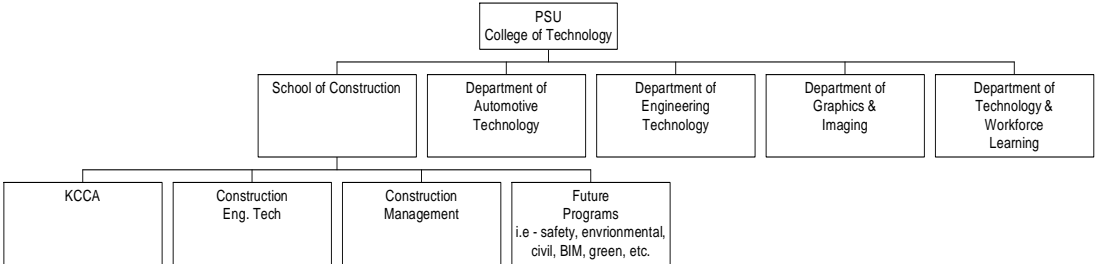 PSU
College of Technology
School of Construction
Department of
Automotive
Technology
Department of
Engineering
Technology
Department of
Graphics &
Imaging
Department of
Technology &
Workforce
Learning
KCCA
Construction
Eng. Tech
Construction
Management
Future
Programs
i.e - safety, envrionmental,
civil, BIM, green, etc.